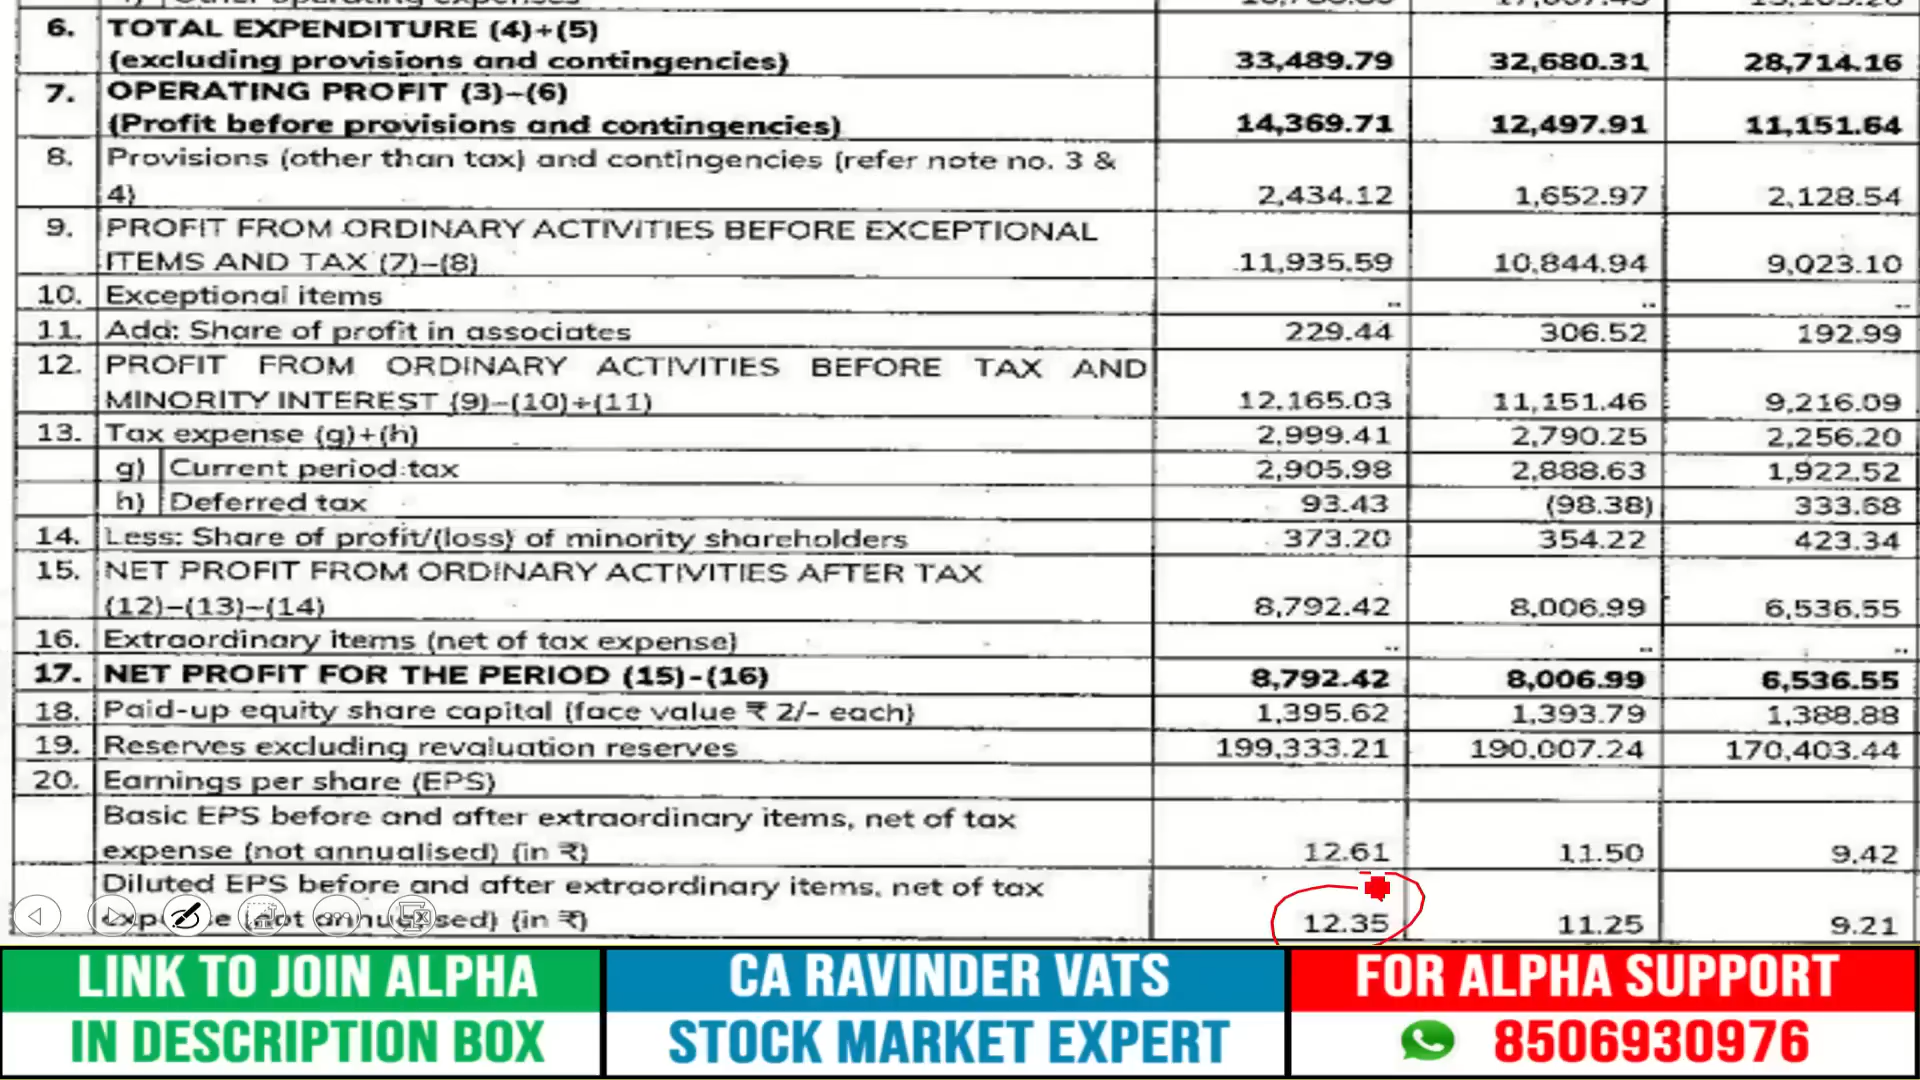 6. TOTAL EXPENDITURE (4)+(5)
(excluding provisions and contingencies) 33,489.79 32,680.31 28,714.16
7. OPERATING PROFIT (3)–(6)
(Profit before provisions and contingencies) 14,369.71 12,497.91 11,151.64
8. Provisions (other than tax) and contingencies (refer note no. 3 &
4) 2,434.12 1,652.97 2,128.54
9. PROFIT FROM ORDINARY ACTIVITIES BEFORE EXCEPTIONAL
ITEMS AND TAX (7)–(8) 11,935.59 10,844.94 9,023.10
10. Exceptional items .. .. ..
11. Add: Share of profit in associates 229.44 306.52 192.99
12. PROFIT FROM ORDINARY ACTIVITIES BEFORE TAX AND
MINORITY INTEREST (9)–(10)+(11) 12,165.03 11,151.46 9,216.09
13. Tax expense (g)+(h) 2,999.41 2,790.25 2,256.20
g) Current period tax 2,905.98 2,888.63 1,922.52
h) Deferred tax 93.43 (98.38) 333.68
14. Less: Share of profit/(loss) of minority shareholders 373.20 354.22 423.34
15. NET PROFIT FROM ORDINARY ACTIVITIES AFTER TAX
(12)–(13)–(14) 8,792.42 8,006.99 6,536.55
16. Extraordinary items (net of tax expense) .. .. ..
17. NET PROFIT FOR THE PERIOD (15)-(16) 8,792.42 8,006.99 6,536.55
18. Paid-up equity share capital (face value ₹ 2/- each) 1,395.62 1,393.79 1,388.88
19. Reserves excluding revaluation reserves 199,333.21 190,007.24 170,403.44
20. Earnings per share (EPS)
Basic EPS before and after extraordinary items, net of tax
expense (not annualised) (in ₹) 12.61 11.50 9.42
Diluted EPS before and after extraordinary items, net of tax
expense (not annualised) (in ₹) 12.35 11.25 9.21
LINK TO JOIN ALPHA
IN DESCRIPTION BOX
CA RAVINDER VATS
STOCK MARKET EXPERT
FOR ALPHA SUPPORT
8506930976